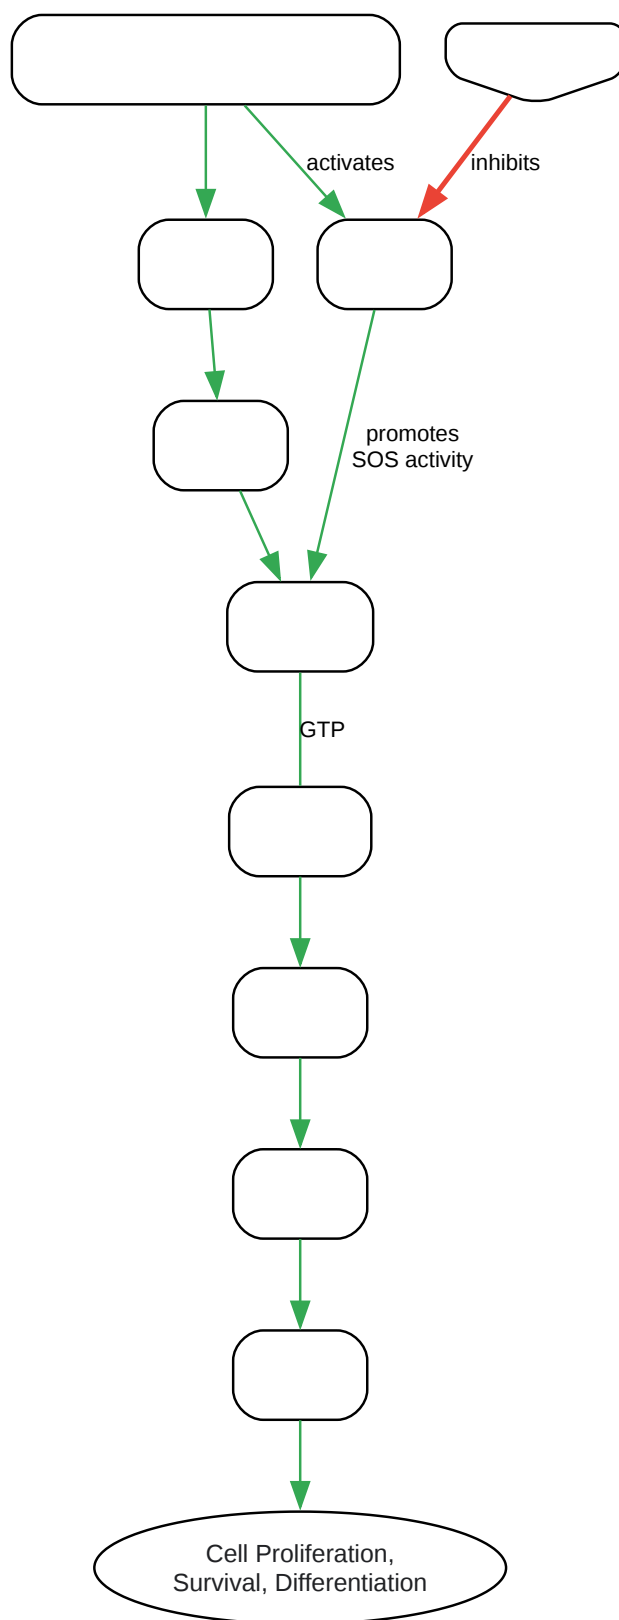 activates
inhibits
promotes
SOS activity
GTP
Cell Proliferation,
Survival, Differentiation